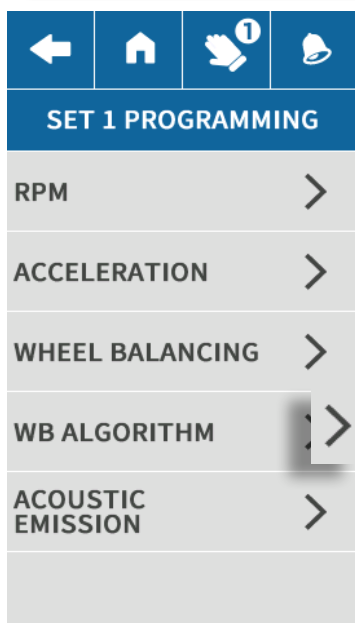 1
SET 1 PROGRAMMING
RPM
ACCELERATION
WHEEL BALANCING
WB ALGORITHM
ACOUSTIC
EMISSION